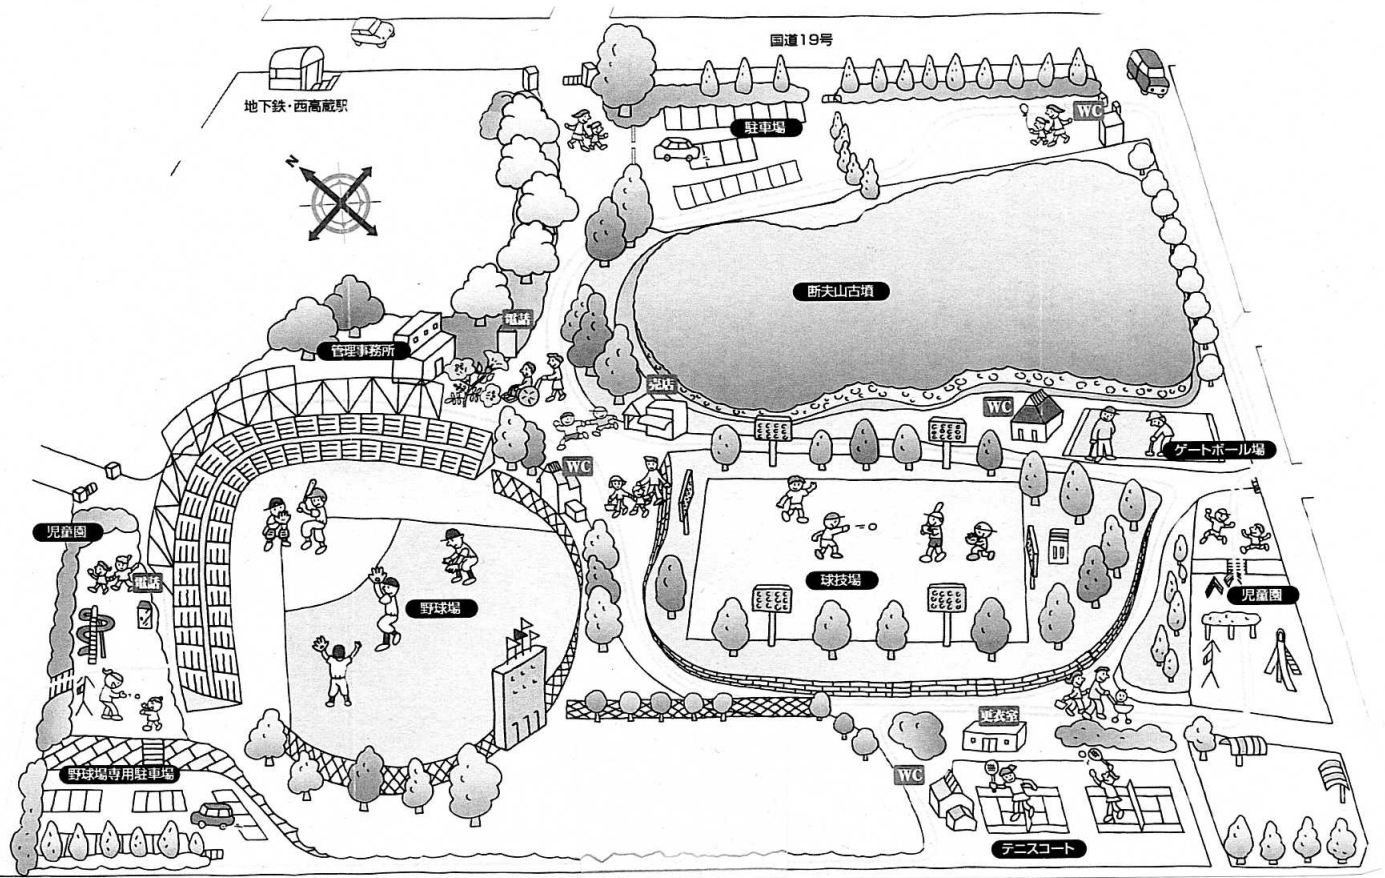 国道19号
地下鉄・西高蔵駅
WC
駐車場
N
断夫山古墳
電話
管理事務所
売店
WC
ゲートボール場
WC
児童園
電話
球技場
児童園
野球場
更衣室
野球場専用駐車場
WC
テニスコート